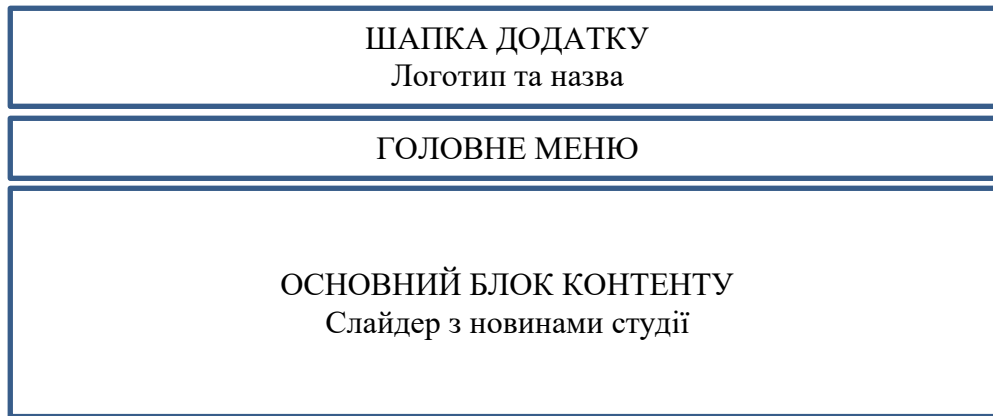 ШАПКА ДОДАТКУ
Логотип та назва
ГОЛОВНЕ МЕНЮ
ОСНОВНИЙ БЛОК КОНТЕНТУ
Слайдер з новинами студії